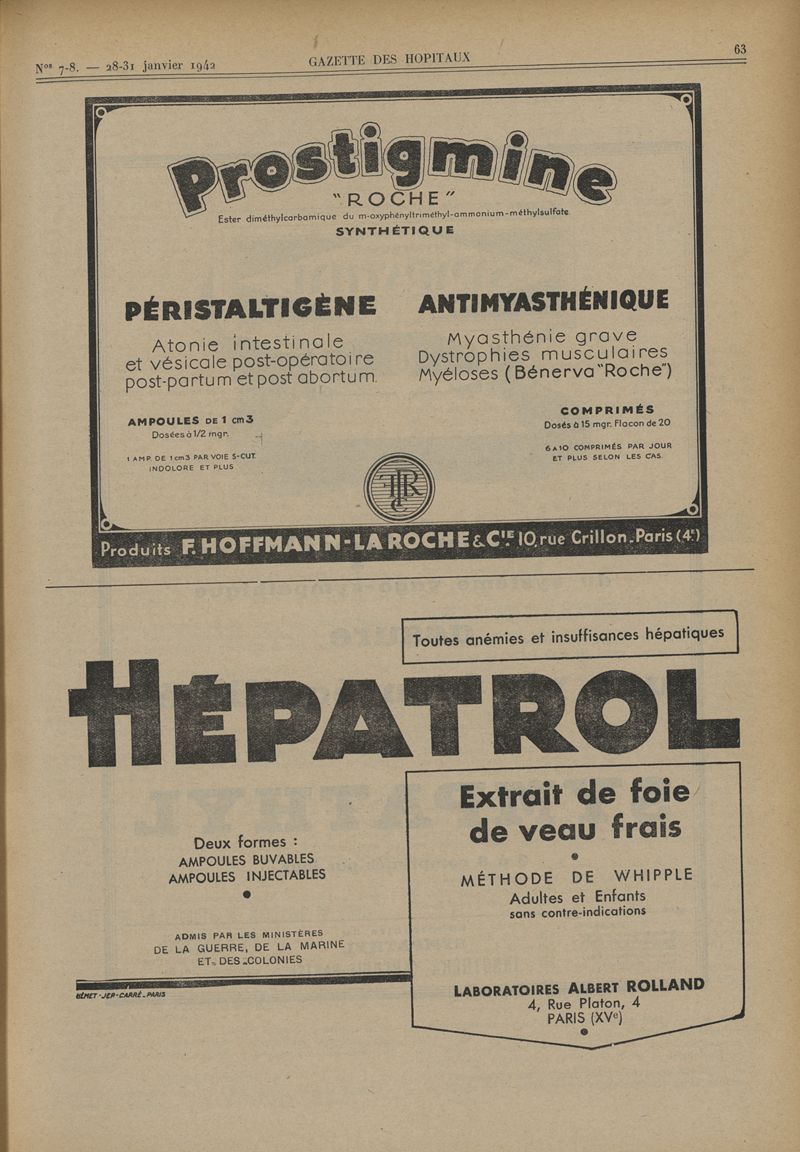 Nos 7-8. — 28-31 janvier 1942
GAZETTE DES HOPITAUX
63
Prostigmine
"ROCHE"
Ester diméthylcarbamique du m-oxyphényltriméthyl-ammonium-méthylsulfate
SYNTHÉTIQUE
PÉRISTALTIGÈNE
Atonie intestinale
et vésicale post-opératoire
post-partum et post abortum.
AMPOULES DE 1 cm3
Dosées à 1/2 mgr.
1 AMP. DE 1 cm3 PAR VOIE S-CUT.
INDOLORE ET PLUS
ANTIMYASTHÉNIQUE
Myasthénie grave
Dystrophies musculaires
Myéloses (Bénerva "Roche")
COMPRIMÉS
Dosés à 15 mgr. Flacon de 20
6 A 10 COMPRIMÉS PAR JOUR
ET PLUS SELON LES CAS.
Produits F. HOFFMANN-LA ROCHE & CIE. 10, rue Crillon. Paris (4e)
Toutes anémies et insuffisances hépatiques
HÉPATROL
Deux formes :
AMPOULES BUVABLES
AMPOULES INJECTABLES
ADMIS PAR LES MINISTÈRES
DE LA GUERRE, DE LA MARINE
ET DES COLONIES
BÉMET-JEP-CARRÉ. PARIS
Extrait de foie
de veau frais
MÉTHODE DE WHIPPLE
Adultes et Enfants
sans contre-indications
LABORATOIRES ALBERT ROLLAND
4, Rue Platon, 4
PARIS (XVe)